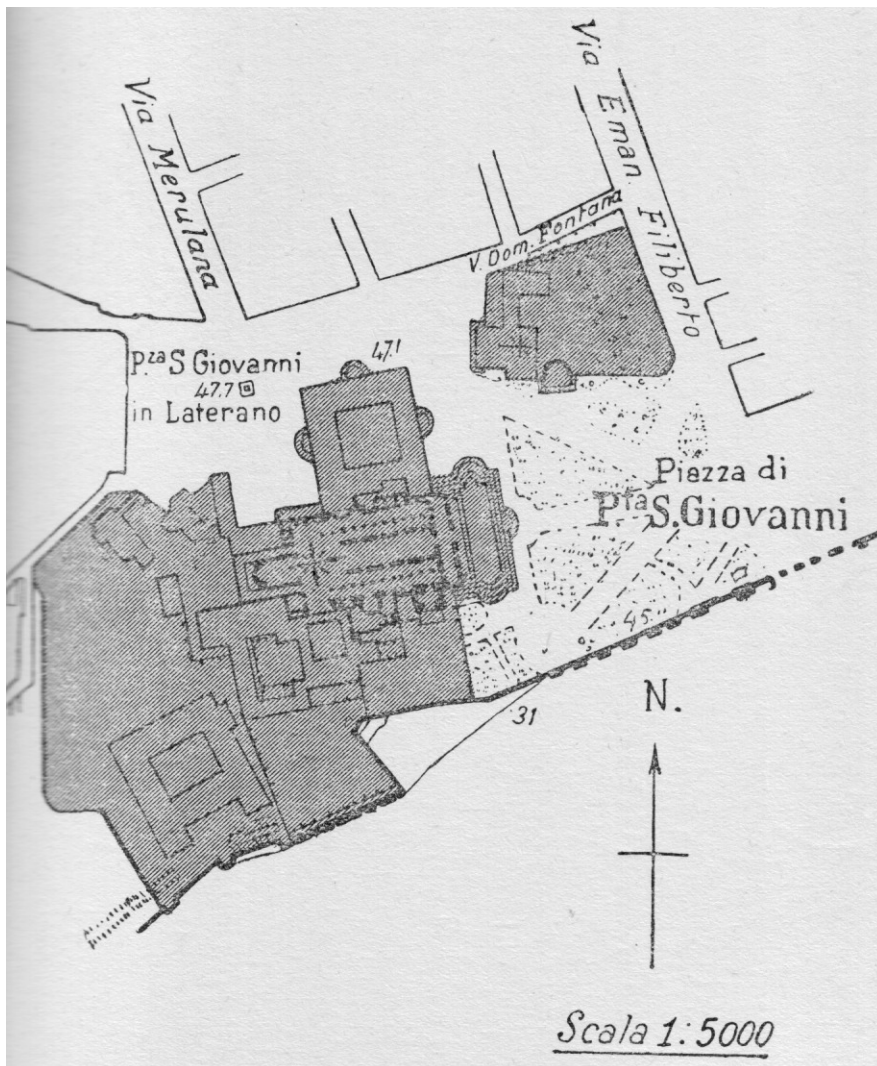 Via Merulana
Via Eman. Filiberto
V. Dom. Fontana
P.za S Giovanni
47.7
in Laterano
47.1
Piazza di
P.ta S. Giovanni
45
31
N.
Scala 1:5000